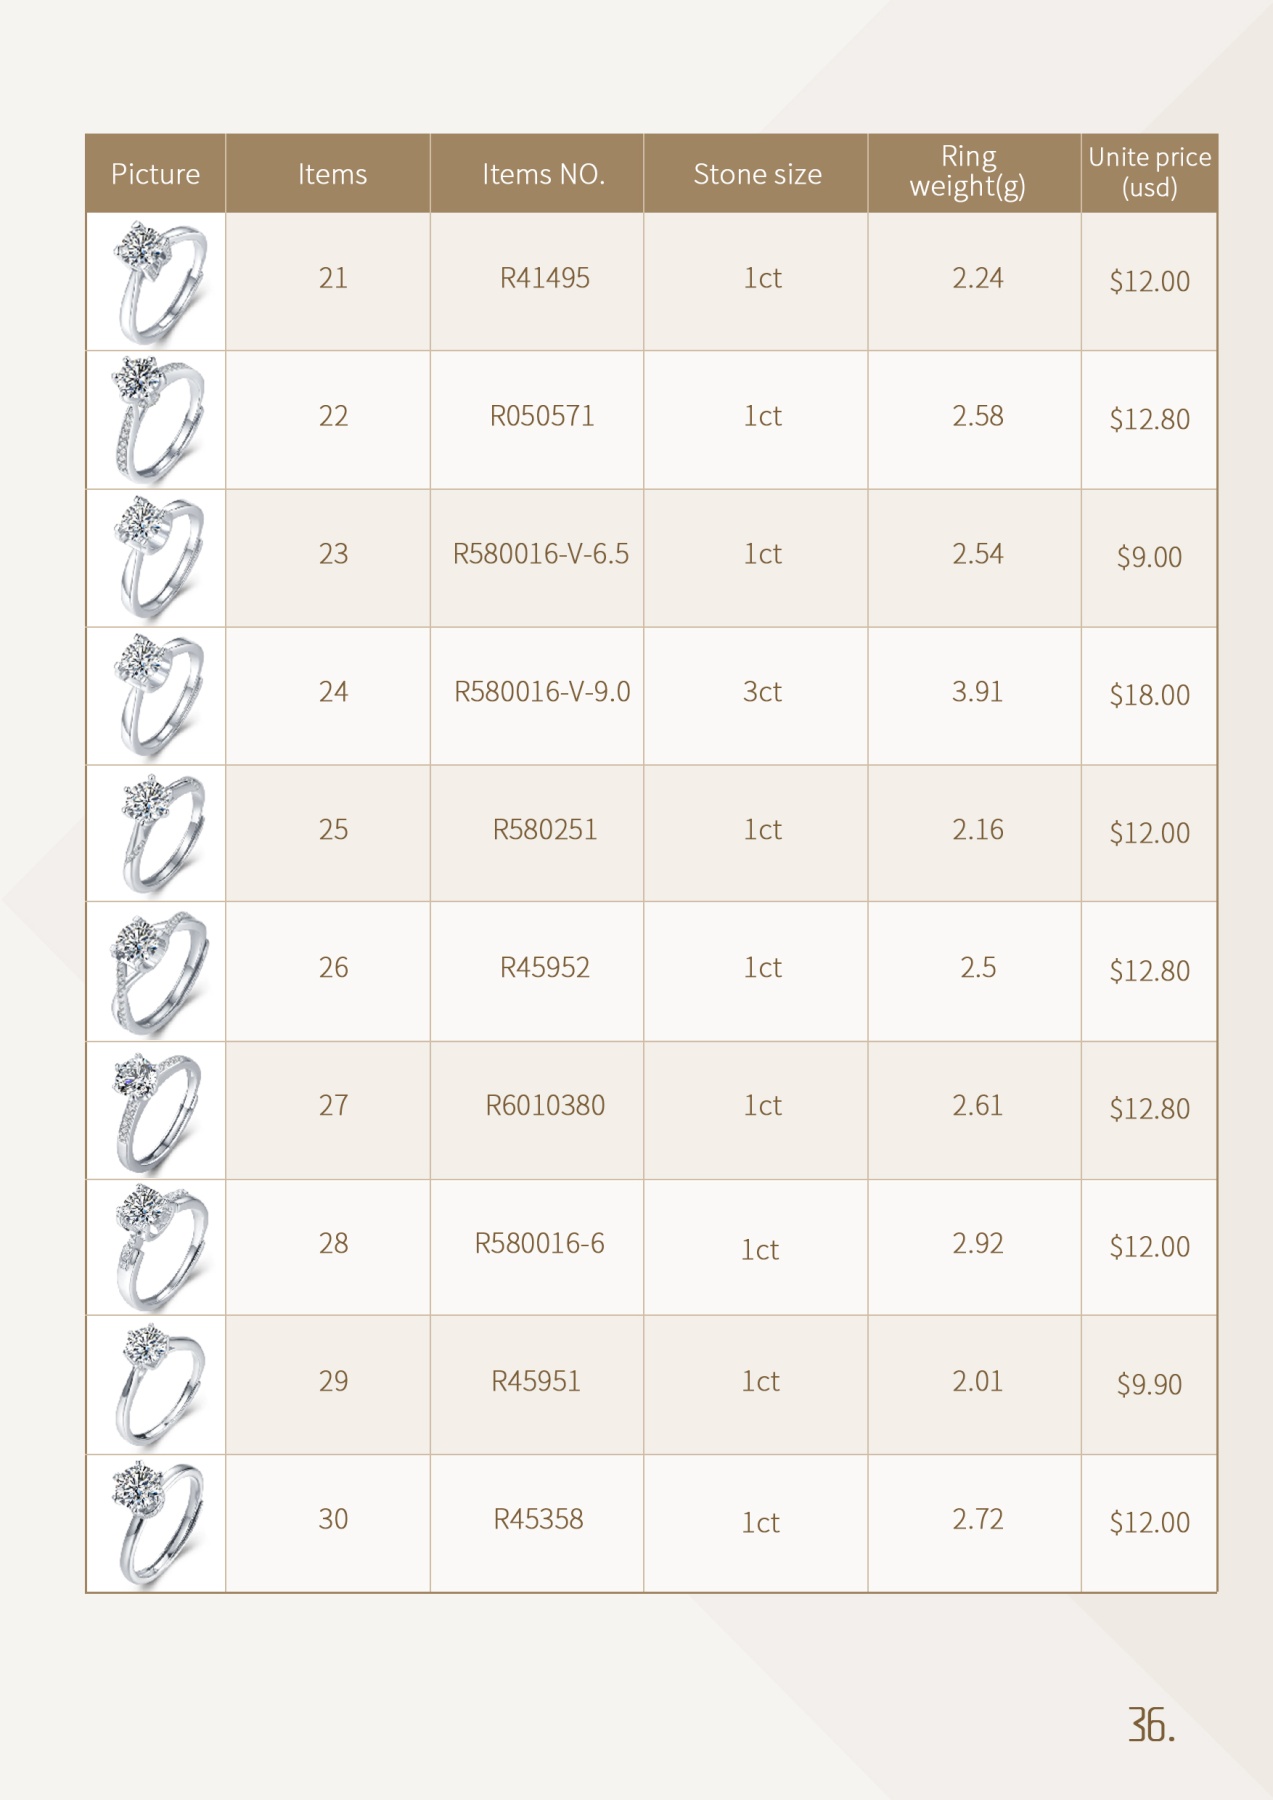 Picture Items Items NO. Stone size Ring weight(g) Unite price (usd)
21 R41495 1ct 2.24 $12.00
22 R050571 1ct 2.58 $12.80
23 R580016-V-6.5 1ct 2.54 $9.00
24 R580016-V-9.0 3ct 3.91 $18.00
25 R580251 1ct 2.16 $12.00
26 R45952 1ct 2.5 $12.80
27 R6010380 1ct 2.61 $12.80
28 R580016-6 1ct 2.92 $12.00
29 R45951 1ct 2.01 $9.90
30 R45358 1ct 2.72 $12.00
36.